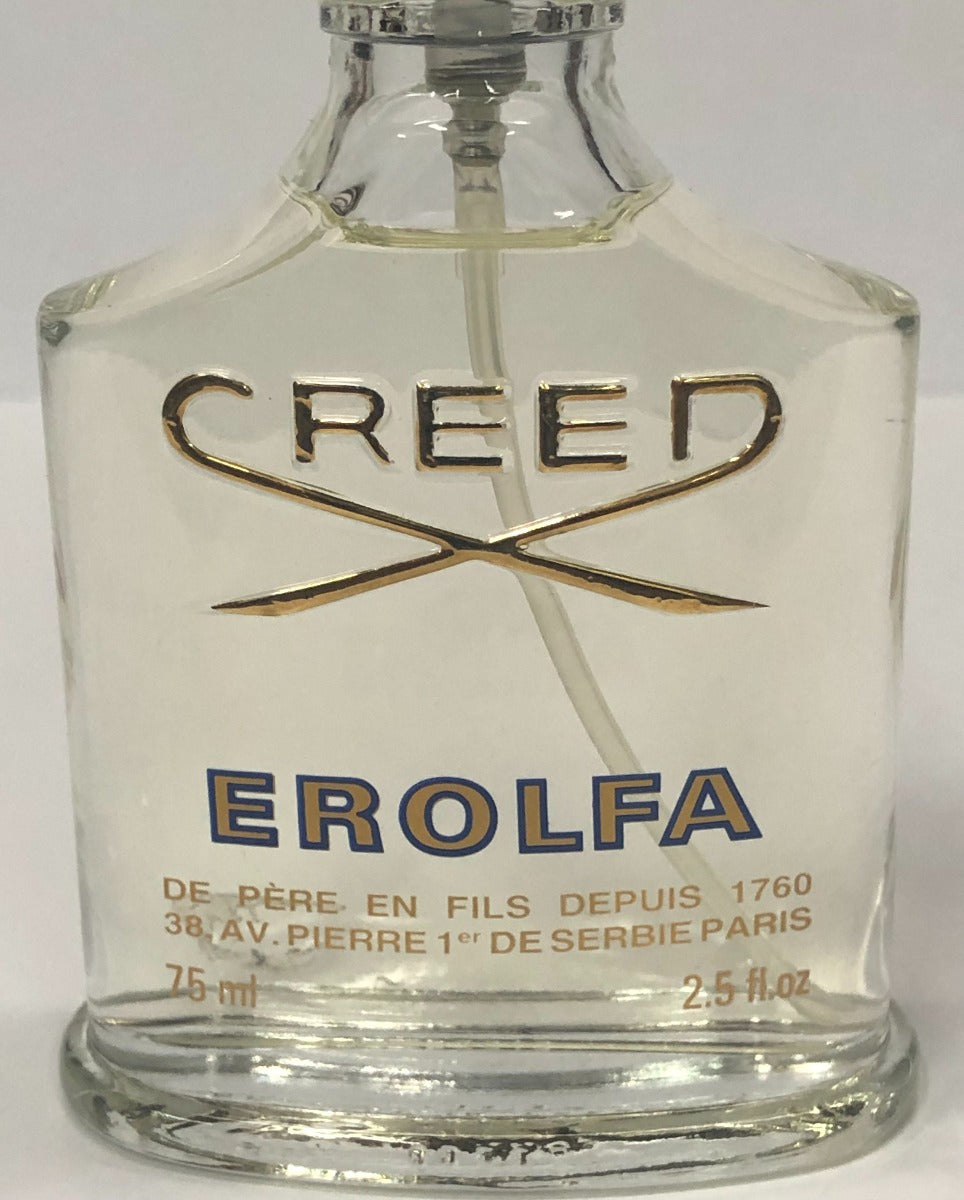 CREED
EROLFA
DE PÈRE EN FILS DEPUIS 1760
38, AV. PIERRE 1er DE SERBIE PARIS
75 ml 2.5 fl.oz